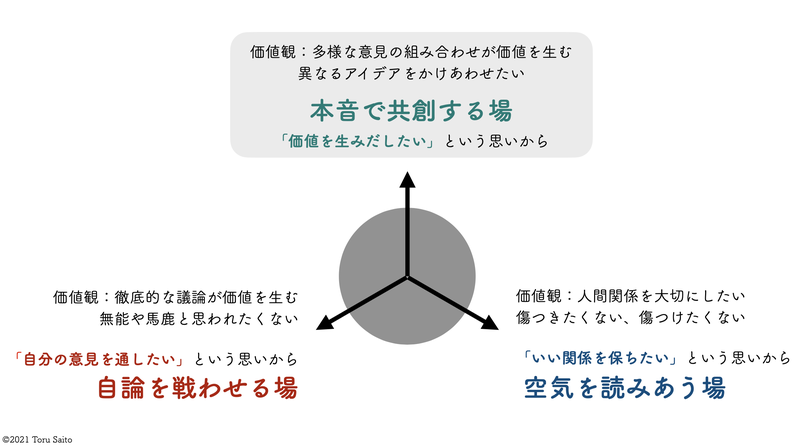 価値観：多様な意見の組み合わせが価値を生む
異なるアイデアをかけあわせたい
本音で共創する場
「価値を生みだしたい」という思いから
価値観：徹底的な議論が価値を生む
無能や馬鹿と思われたくない
「自分の意見を通したい」という思いから
自論を戦わせる場
価値観：人間関係を大切にしたい
傷つきたくない、傷つけたくない
「いい関係を保ちたい」という思いから
空気を読みあう場
©2021 Toru Saito